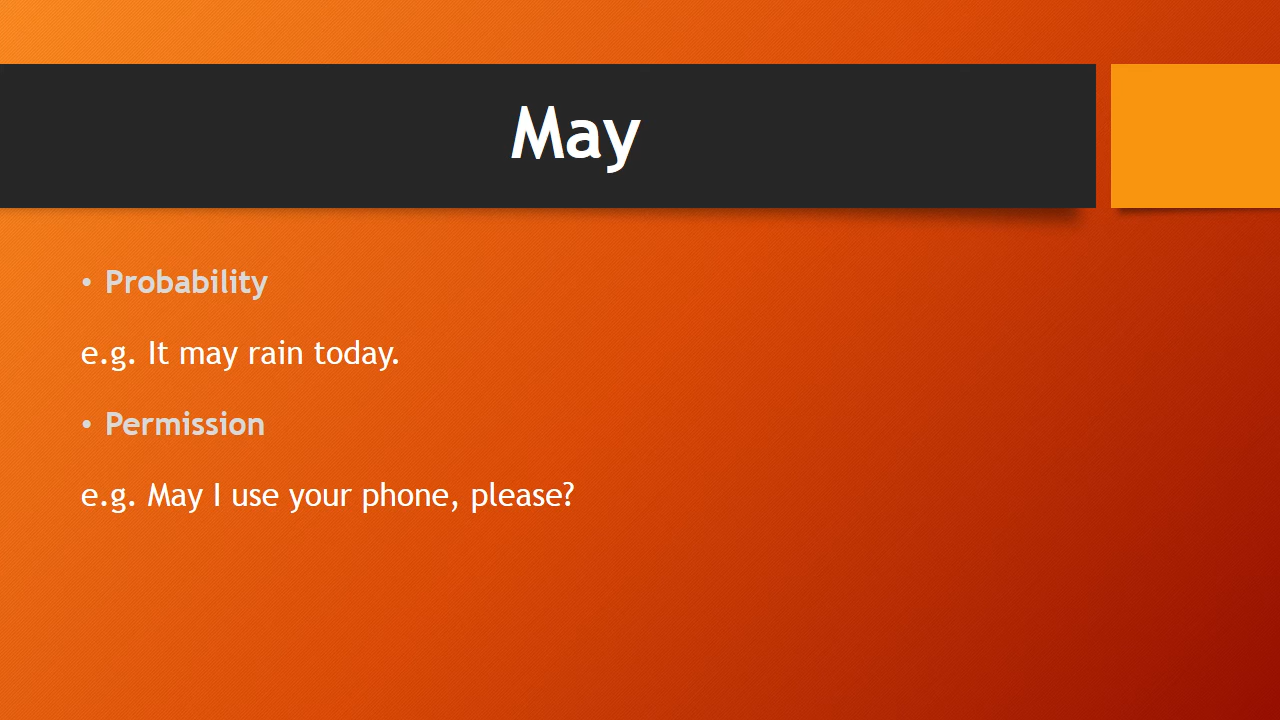 May
• Probability
e.g. It may rain today.
• Permission
e.g. May I use your phone, please?